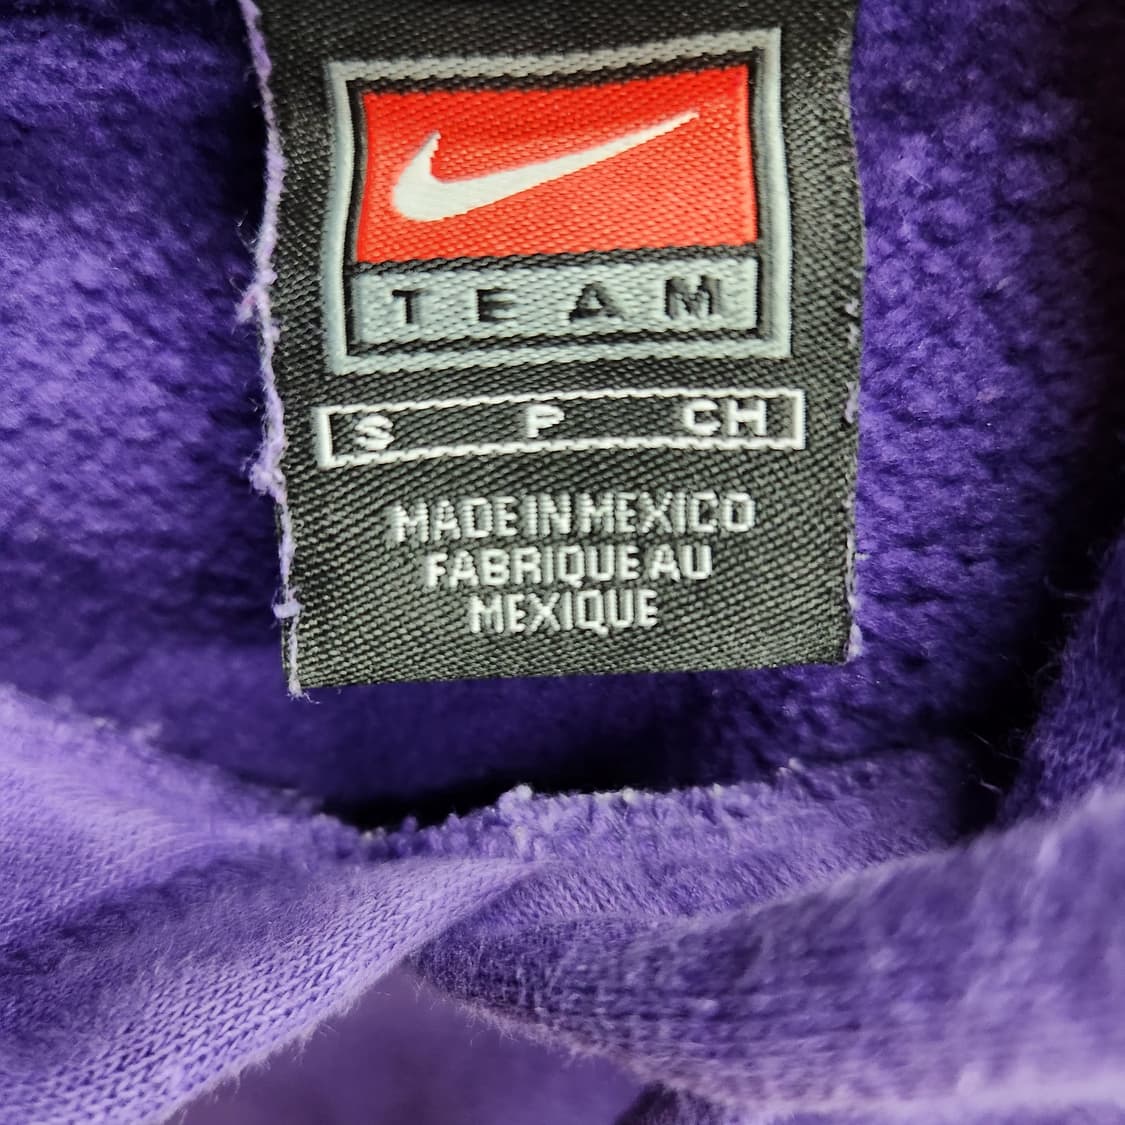 TEAM
S P CH
MADE IN MEXICO
FABRIQUE AU
MEXIQUE